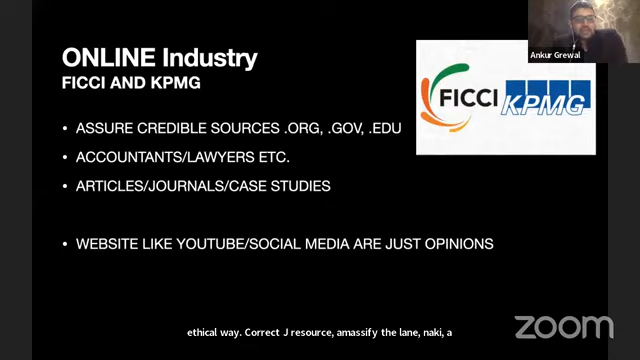 ONLINE Industry
FICCI AND KPMG
• ASSURE CREDIBLE SOURCES .ORG, .GOV, .EDU
• ACCOUNTANTS/LAWYERS ETC.
• ARTICLES/JOURNALS/CASE STUDIES
• WEBSITE LIKE YOUTUBE/SOCIAL MEDIA ARE JUST OPINIONS
FICCI KPMG
Ankur Grewal
ethical way. Correct J resource, amassify the lane, naki, a
zoom